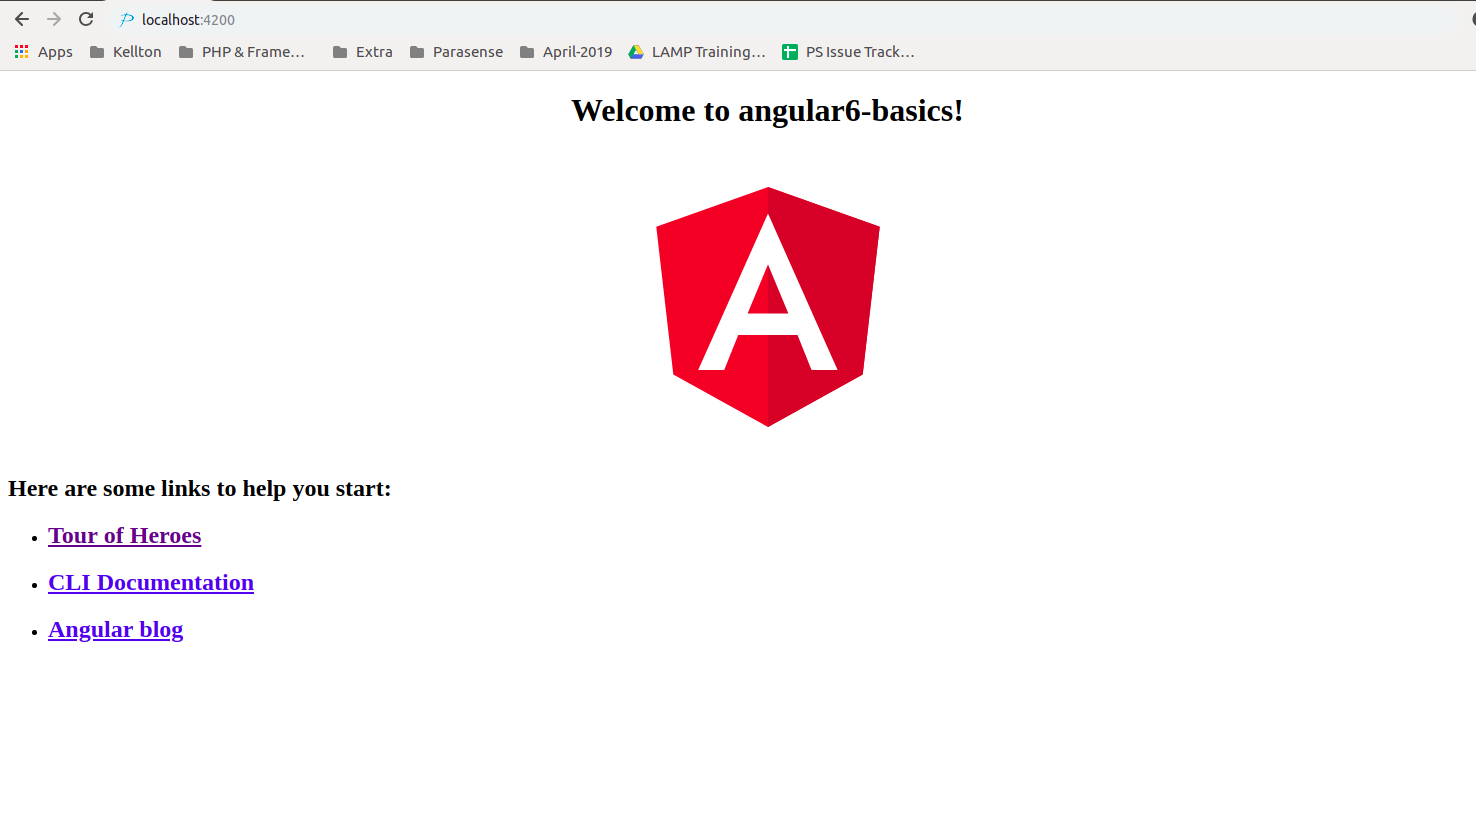 localhost:4200
Apps Kellton PHP & Frame... Extra Parasense April-2019 LAMP Training... PS Issue Track...
Welcome to angular6-basics!
A
Here are some links to help you start:
Tour of Heroes
CLI Documentation
Angular blog